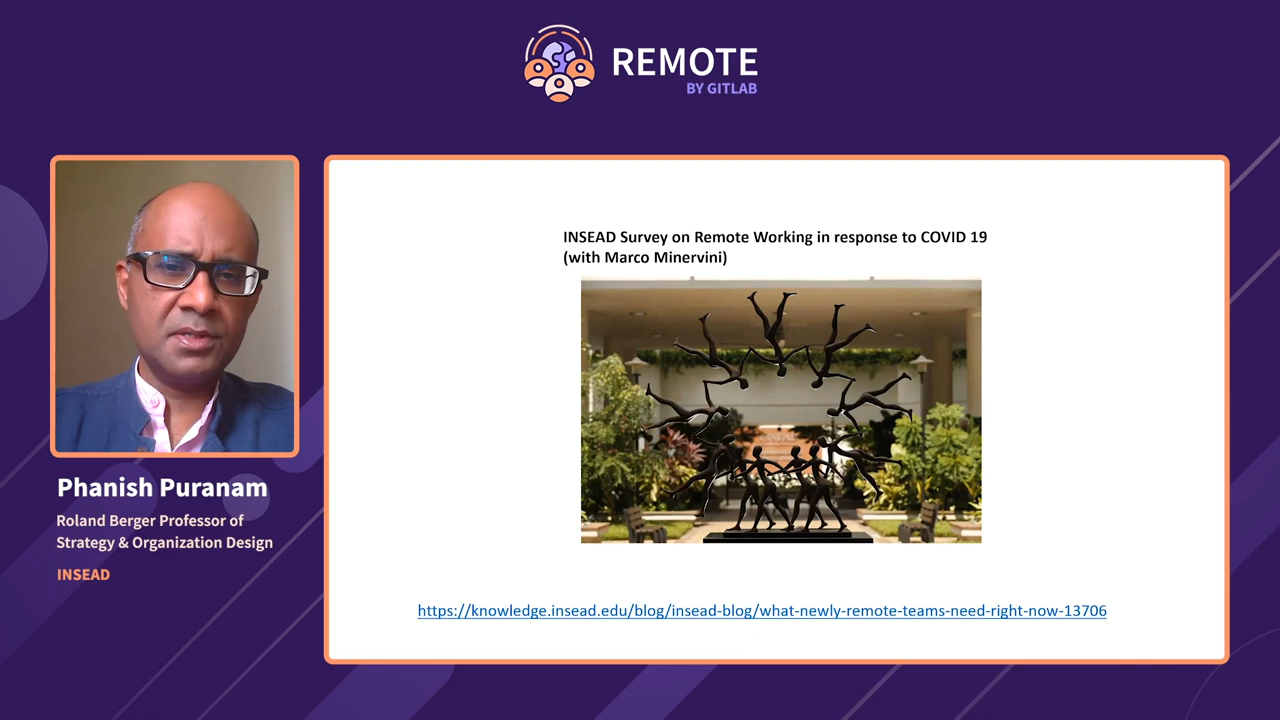 REMOTE
BY GITLAB
INSEAD Survey on Remote Working in response to COVID 19
(with Marco Minervini)
https://knowledge.insead.edu/blog/insead-blog/what-newly-remote-teams-need-right-now-13706
Phanish Puranam
Roland Berger Professor of
Strategy & Organization Design
INSEAD